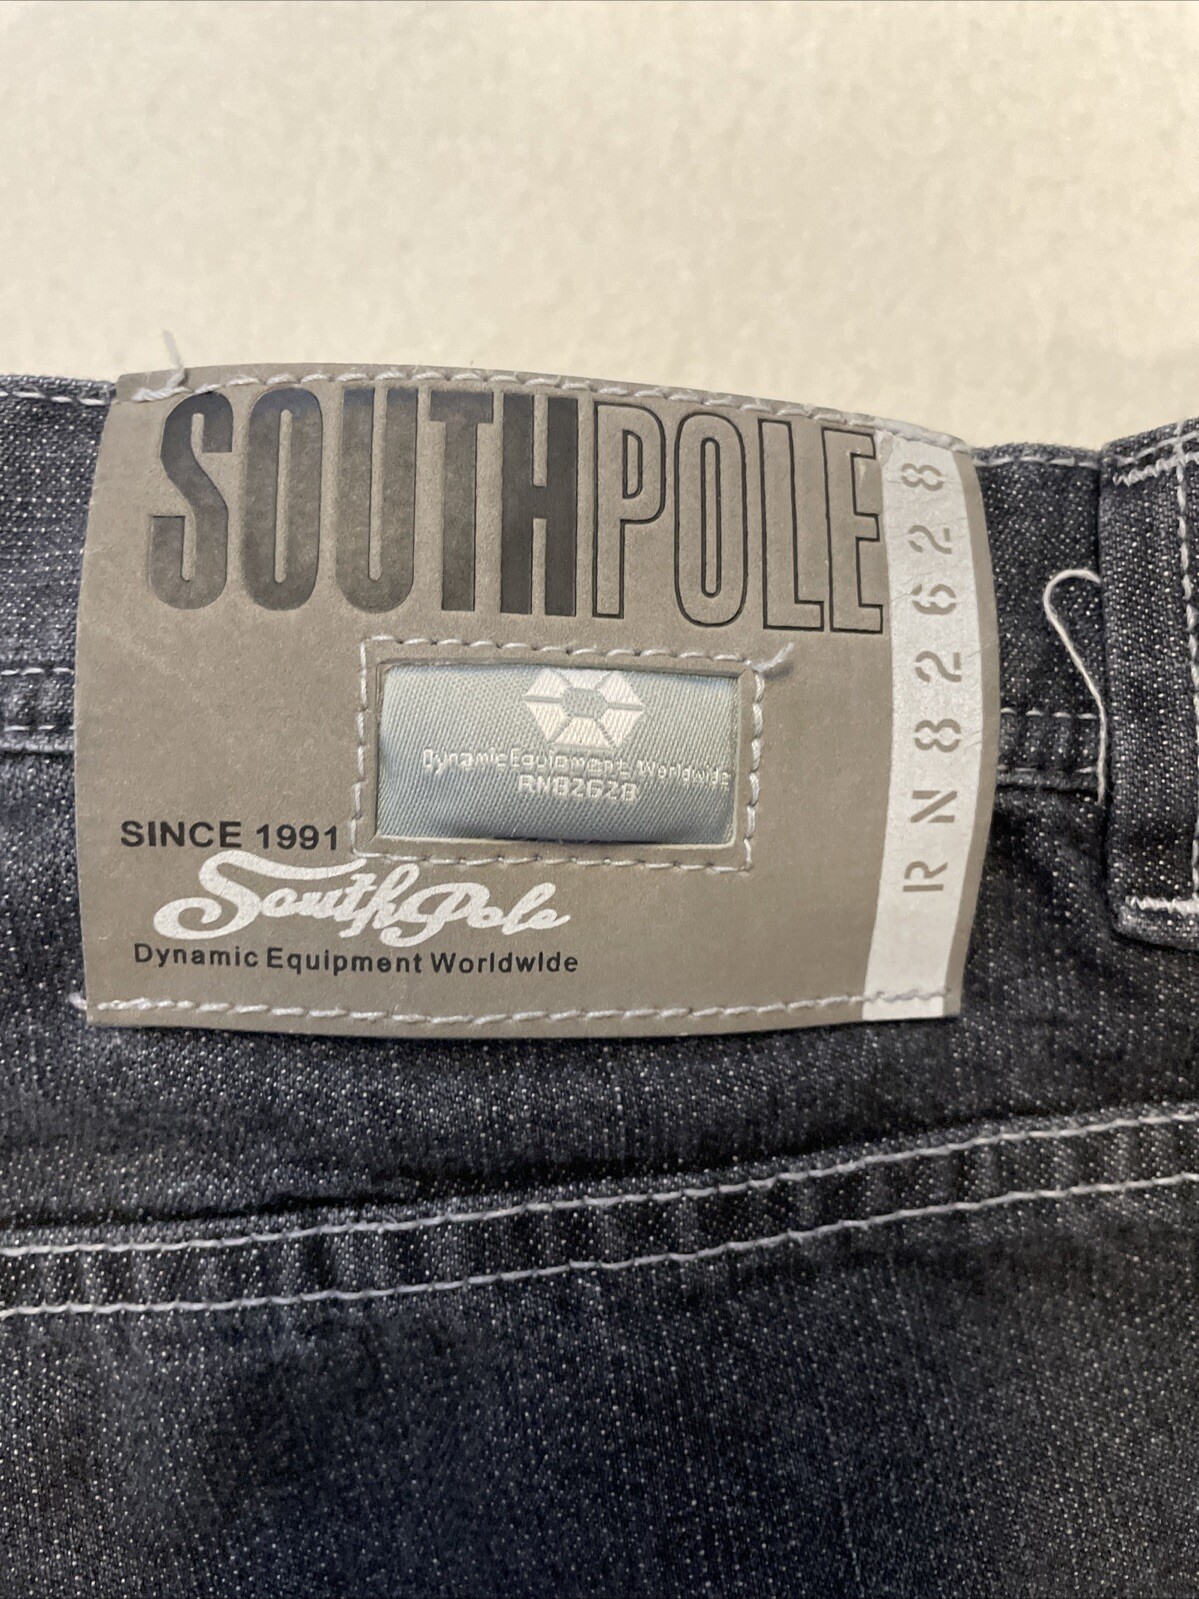 SOUTHPOLE
Dynamic Equipment Worldwide
RN82628
SINCE 1991
SouthPole
Dynamic Equipment Worldwide
RN82628